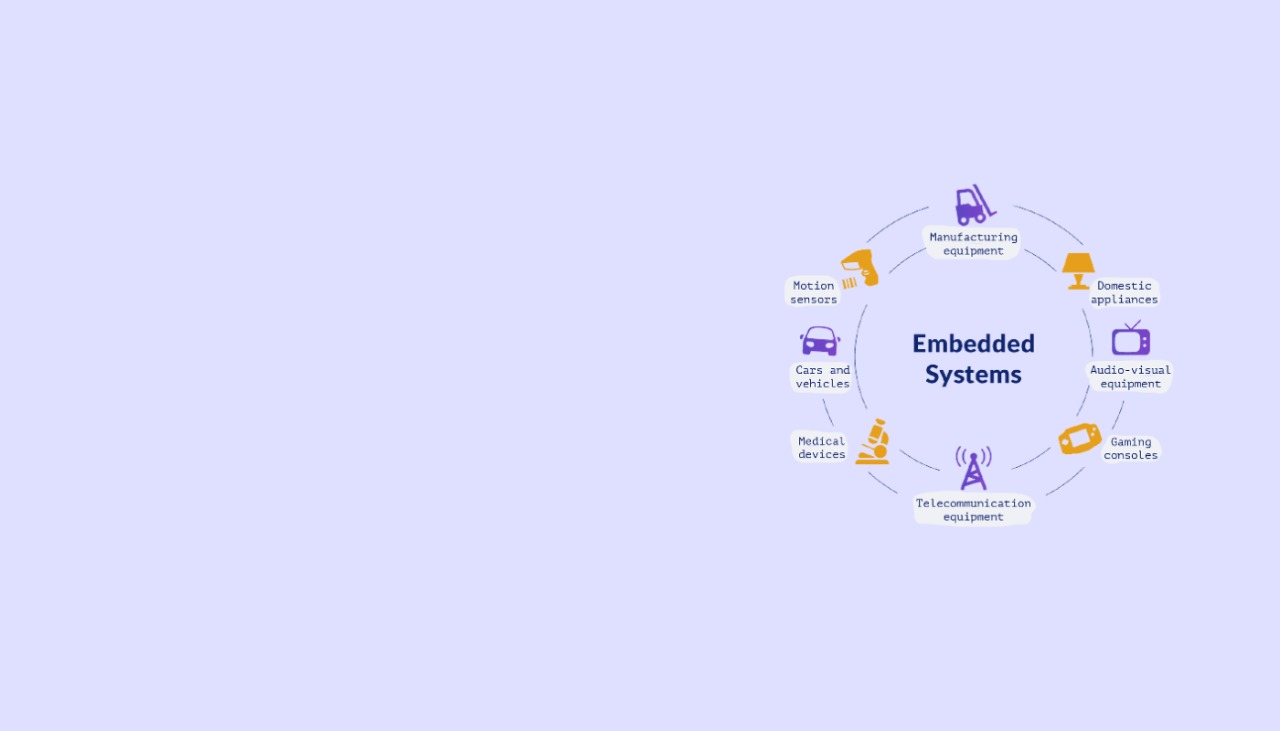 Manufacturing
equipment
Motion
sensors
Domestic
appliances
Embedded
Systems
Cars and
vehicles
Audio-visual
equipment
Medical
devices
Gaming
consoles
Telecommunication
equipment